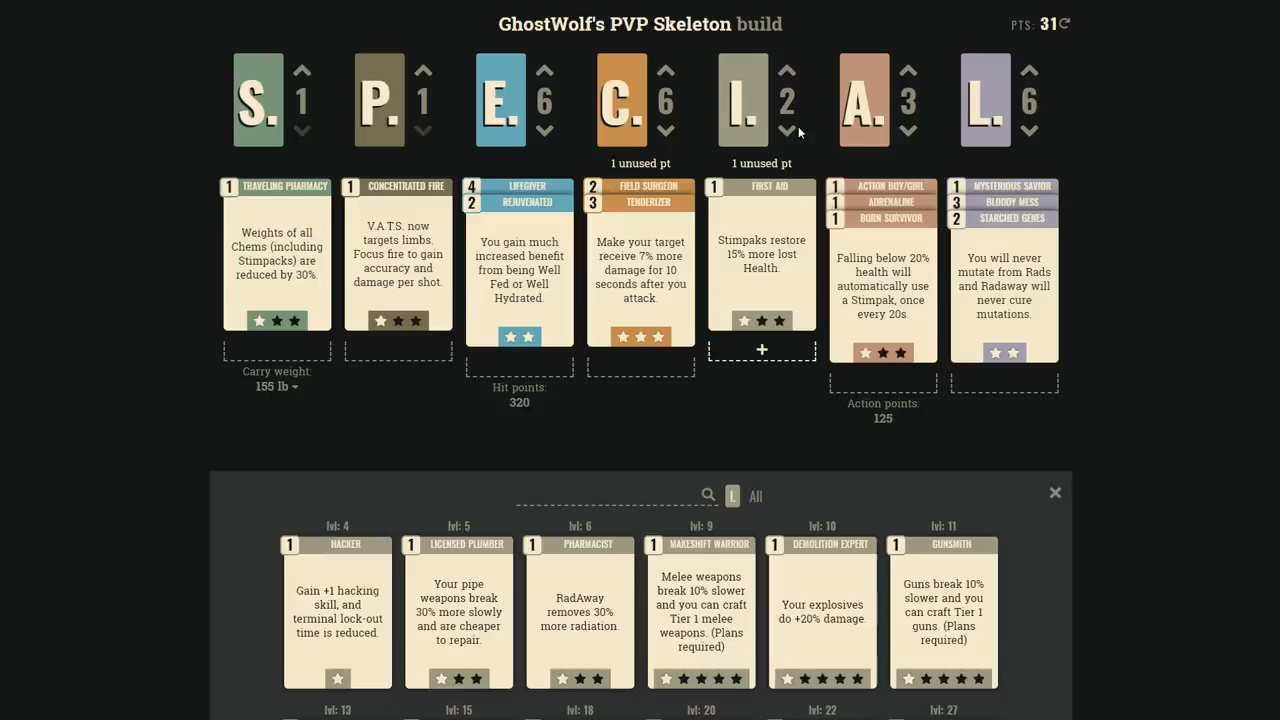 GhostWolf's PVP Skeleton build
PTS: 31
S. 1
P. 1
E. 6
C. 6
I. 2
A. 3
L. 6
1 unused pt
1 unused pt
1 TRAVELING PHARMACY
Weights of all
Chems (including
Stimpacks) are
reduced by 30%.
Carry weight:
155 lb
1 CONCENTRATED FIRE
V.A.T.S. now
targets limbs.
Focus fire to gain
accuracy and
damage per shot.
4 LIFEGIVER
2 REJUVENATED
You gain much
increased benefit
from being Well
Fed or Well
Hydrated.
Hit points:
320
2 FIELD SURGEON
3 TENDERIZER
Make your target
receive 7% more
damage for 10
seconds after you
attack.
1 FIRST AID
Stimpaks restore
15% more lost
Health.
+
1 ACTION BOY/GIRL
1 ADRENALINE
1 BORN SURVIVOR
Falling below 20%
health will
automatically use
a Stimpak, once
every 20s.
Action points:
125
1 MYSTERIOUS SAVIOR
3 BLOODY MESS
2 STARCHED GENES
You will never
mutate from Rads
and Radaway will
never cure
mutations.
I. All
lvl: 4
1 HACKER
Gain +1 hacking
skill, and
terminal lock-out
time is reduced.
lvl: 5
1 LICENSED PLUMBER
Your pipe
weapons break
30% more slowly
and are cheaper
to repair.
lvl: 6
1 PHARMACIST
RadAway
removes 30%
more radiation.
lvl: 9
1 MAKESHIFT WARRIOR
Melee weapons
break 10% slower
and you can craft
Tier 1 melee
weapons. (Plans
required)
lvl: 10
1 DEMOLITION EXPERT
Your explosives
do +20% damage.
lvl: 11
1 GUNSMITH
Guns break 10%
slower and you
can craft Tier 1
guns. (Plans
required)
lvl: 13
lvl: 15
lvl: 18
lvl: 20
lvl: 22
lvl: 27